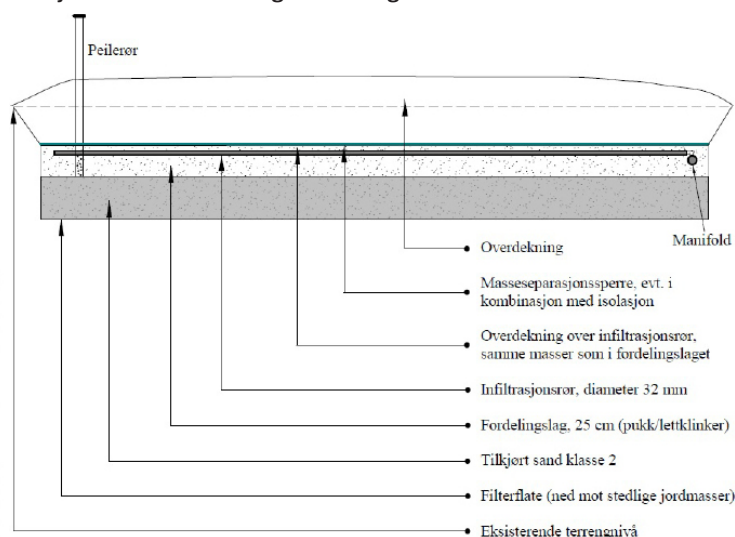 Peilerør
Manifold
Overdekning
Masseseparasjonssperre, evt. i
kombinasjon med isolasjon
Overdekning over infiltrasjonsrør,
samme masser som i fordelingslaget
Infiltrasjonsrør, diameter 32 mm
Fordelingslag, 25 cm (pukk/lettklinker)
Tilkjørt sand klasse 2
Filterflate (ned mot stedlige jordmasser)
Eksisterende terrengnivå